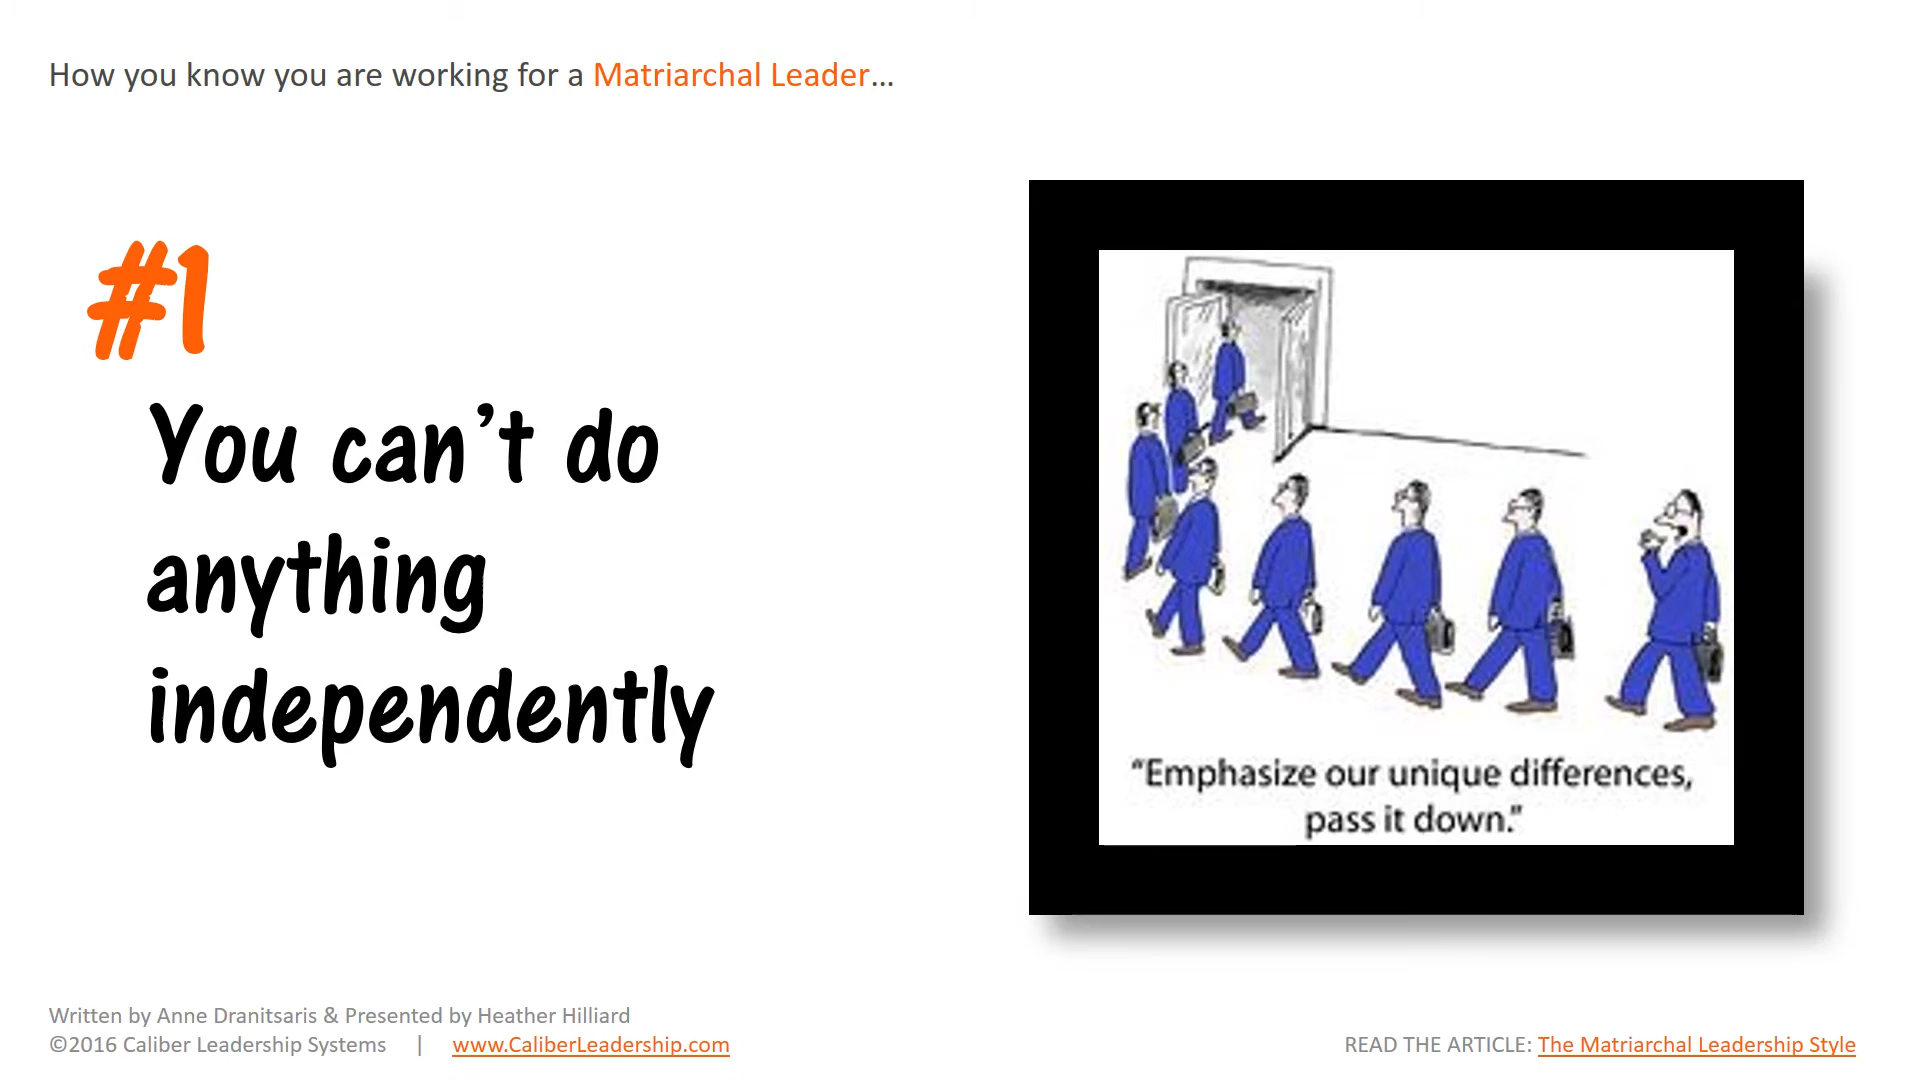 How you know you are working for a Matriarchal Leader...
#1
You can’t do
anything
independently
“Emphasize our unique differences,
pass it down.”
Written by Anne Dranitsaris & Presented by Heather Hilliard
©2016 Caliber Leadership Systems | www.CaliberLeadership.com
READ THE ARTICLE: The Matriarchal Leadership Style